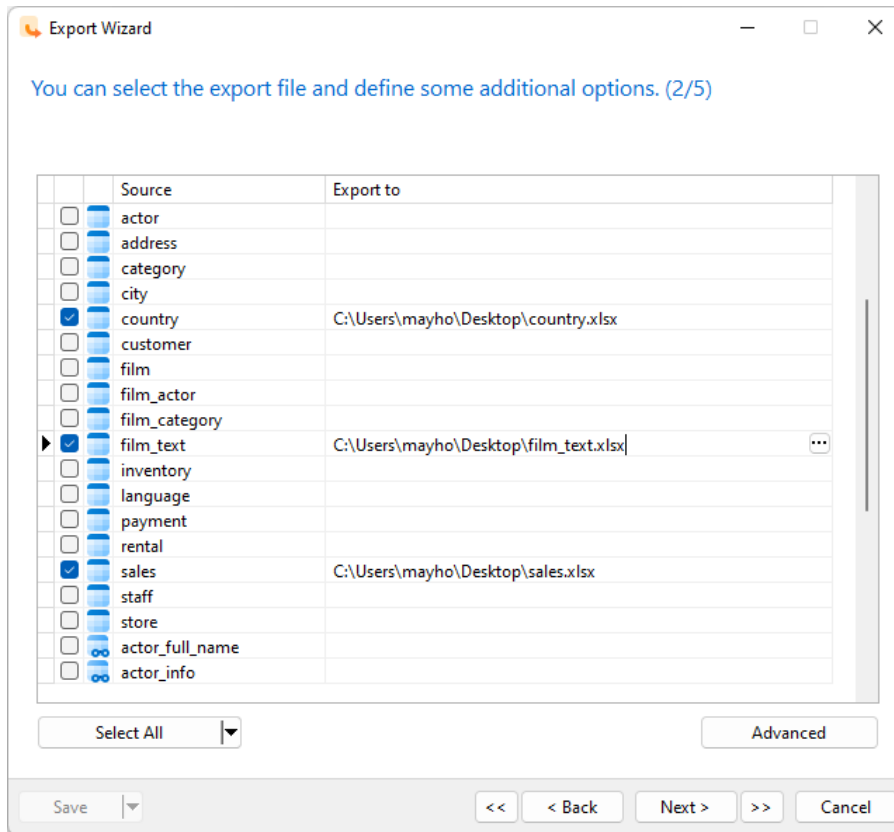 Export Wizard
You can select the export file and define some additional options. (2/5)
Source Export to
actor
address
category
city
country C:\Users\mayho\Desktop\country.xlsx
customer
film
film_actor
film_category
film_text C:\Users\mayho\Desktop\film_text.xlsx
inventory
language
payment
rental
sales C:\Users\mayho\Desktop\sales.xlsx
staff
store
actor_full_name
actor_info
Select All Advanced
Save << < Back Next > >> Cancel